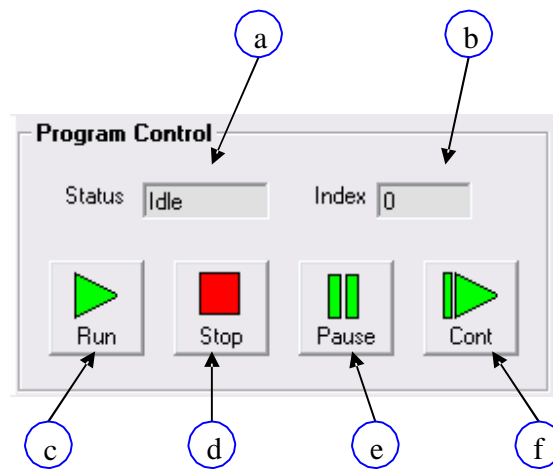 a b
Program Control
Status Idle Index 0
Run Stop Pause Cont
c d e f